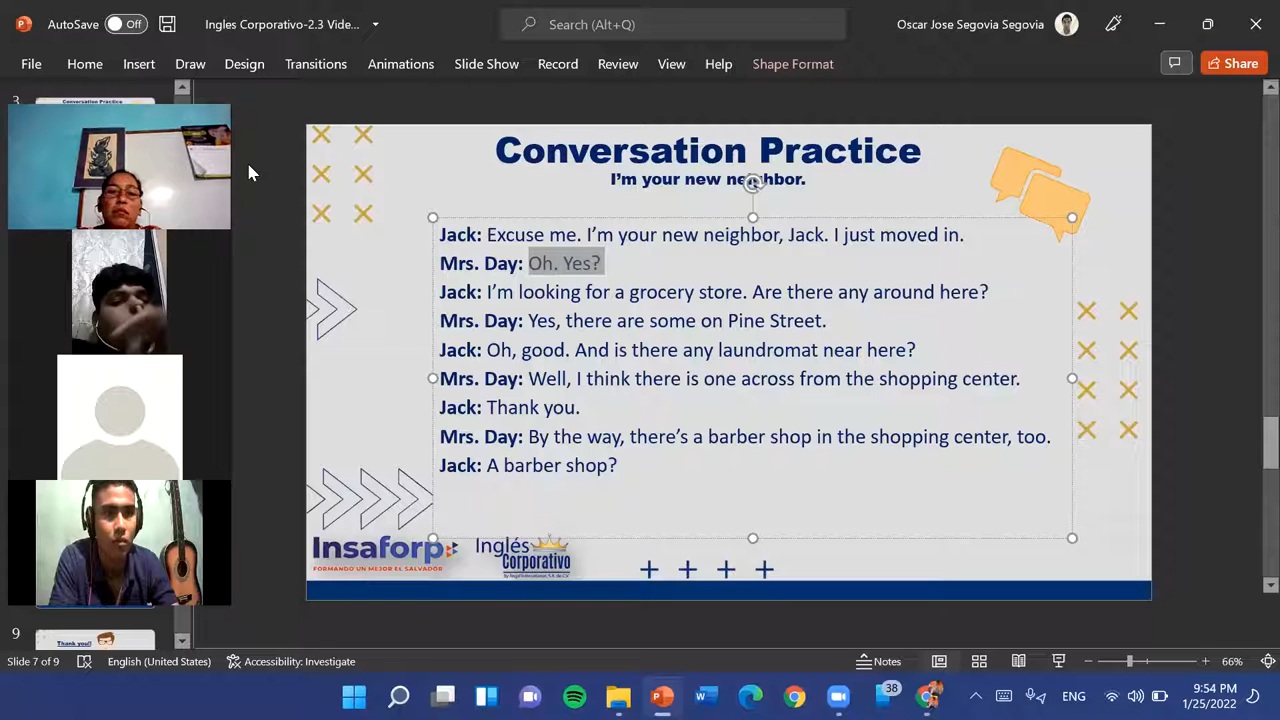 AutoSave Off Ingles Corporativo-2.3 Vide... Search (Alt+Q) Oscar Jose Segovia Segovia
File Home Insert Draw Design Transitions Animations Slide Show Record Review View Help Shape Format Share
3
Conversation Practice
Conversation Practice
I'm your new neighbor.
Jack: Excuse me. I'm your new neighbor, Jack. I just moved in.
Mrs. Day: Oh. Yes?
Jack: I'm looking for a grocery store. Are there any around here?
Mrs. Day: Yes, there are some on Pine Street.
Jack: Oh, good. And is there any laundromat near here?
Mrs. Day: Well, I think there is one across from the shopping center.
Jack: Thank you.
Mrs. Day: By the way, there's a barber shop in the shopping center, too.
Jack: A barber shop?
Insaforp
FORMANDO UN MEJOR EL SALVADOR
Inglés
Corporativo
9
Thank you!
Slide 7 of 9 English (United States) Accessibility: Investigate Notes 66%
38
ENG
9:54 PM
1/25/2022